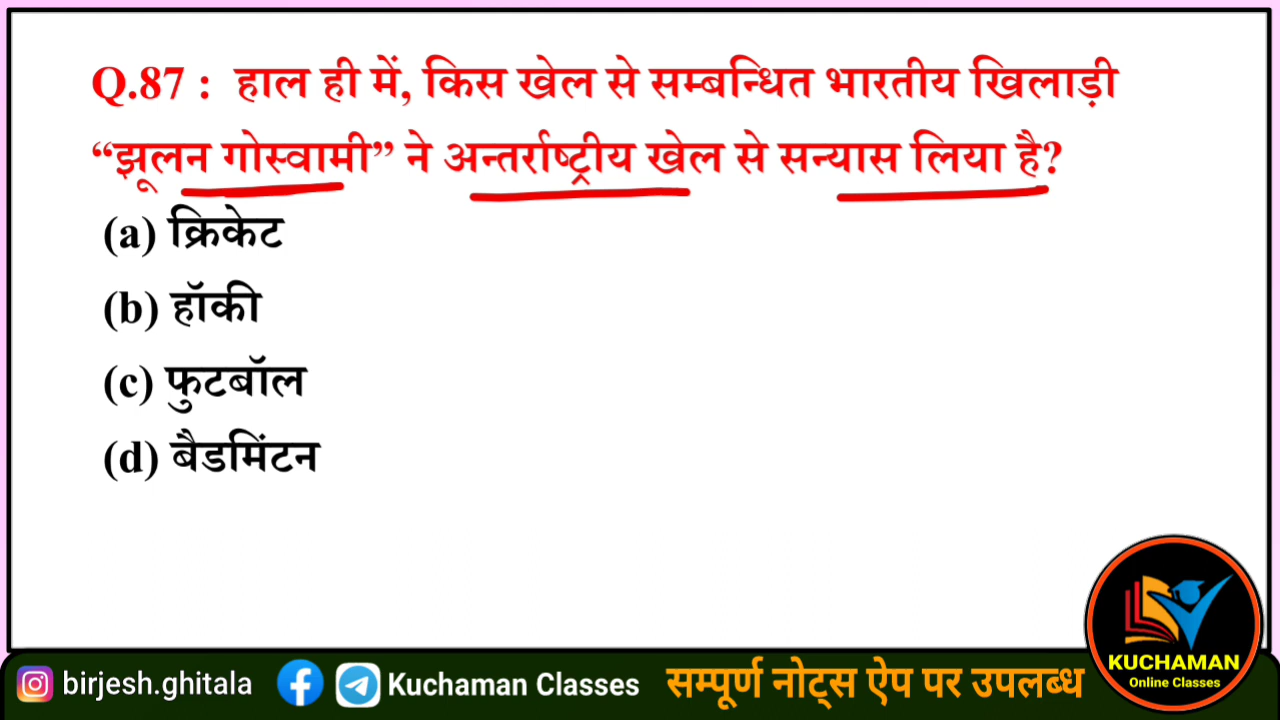 Q.87 : हाल ही में, किस खेल से सम्बन्धित भारतीय खिलाड़ी
“झूलन गोस्वामी” ने अन्तर्राष्ट्रीय खेल से सन्यास लिया है?
(a) क्रिकेट
(b) हॉकी
(c) फुटबॉल
(d) बैडमिंटन
KUCHAMAN
Online Classes
birjesh.ghitala
Kuchaman Classes
सम्पूर्ण नोट्स ऐप पर उपलब्ध